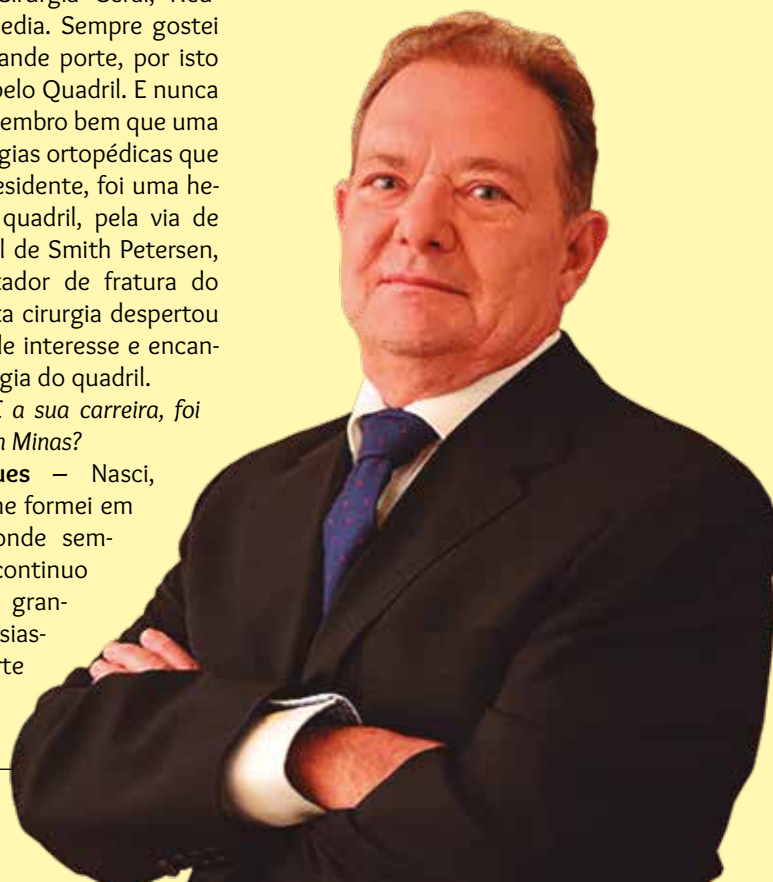 Cirurgia Geral, Neu-
edia. Sempre gostei
ande porte, por isto
pelo Quadril. E nunca
embro bem que uma
gias ortopédicas que
esidente, foi uma he-
quadril, pela via de
l de Smith Petersen,
tador de fratura do
ta cirurgia despertou
de interesse e encan-
gia do quadril.
a sua carreira, foi
Minas?
ues – Nasci,
me formei em
onde sem-
continuo
gran-
sias-
rte